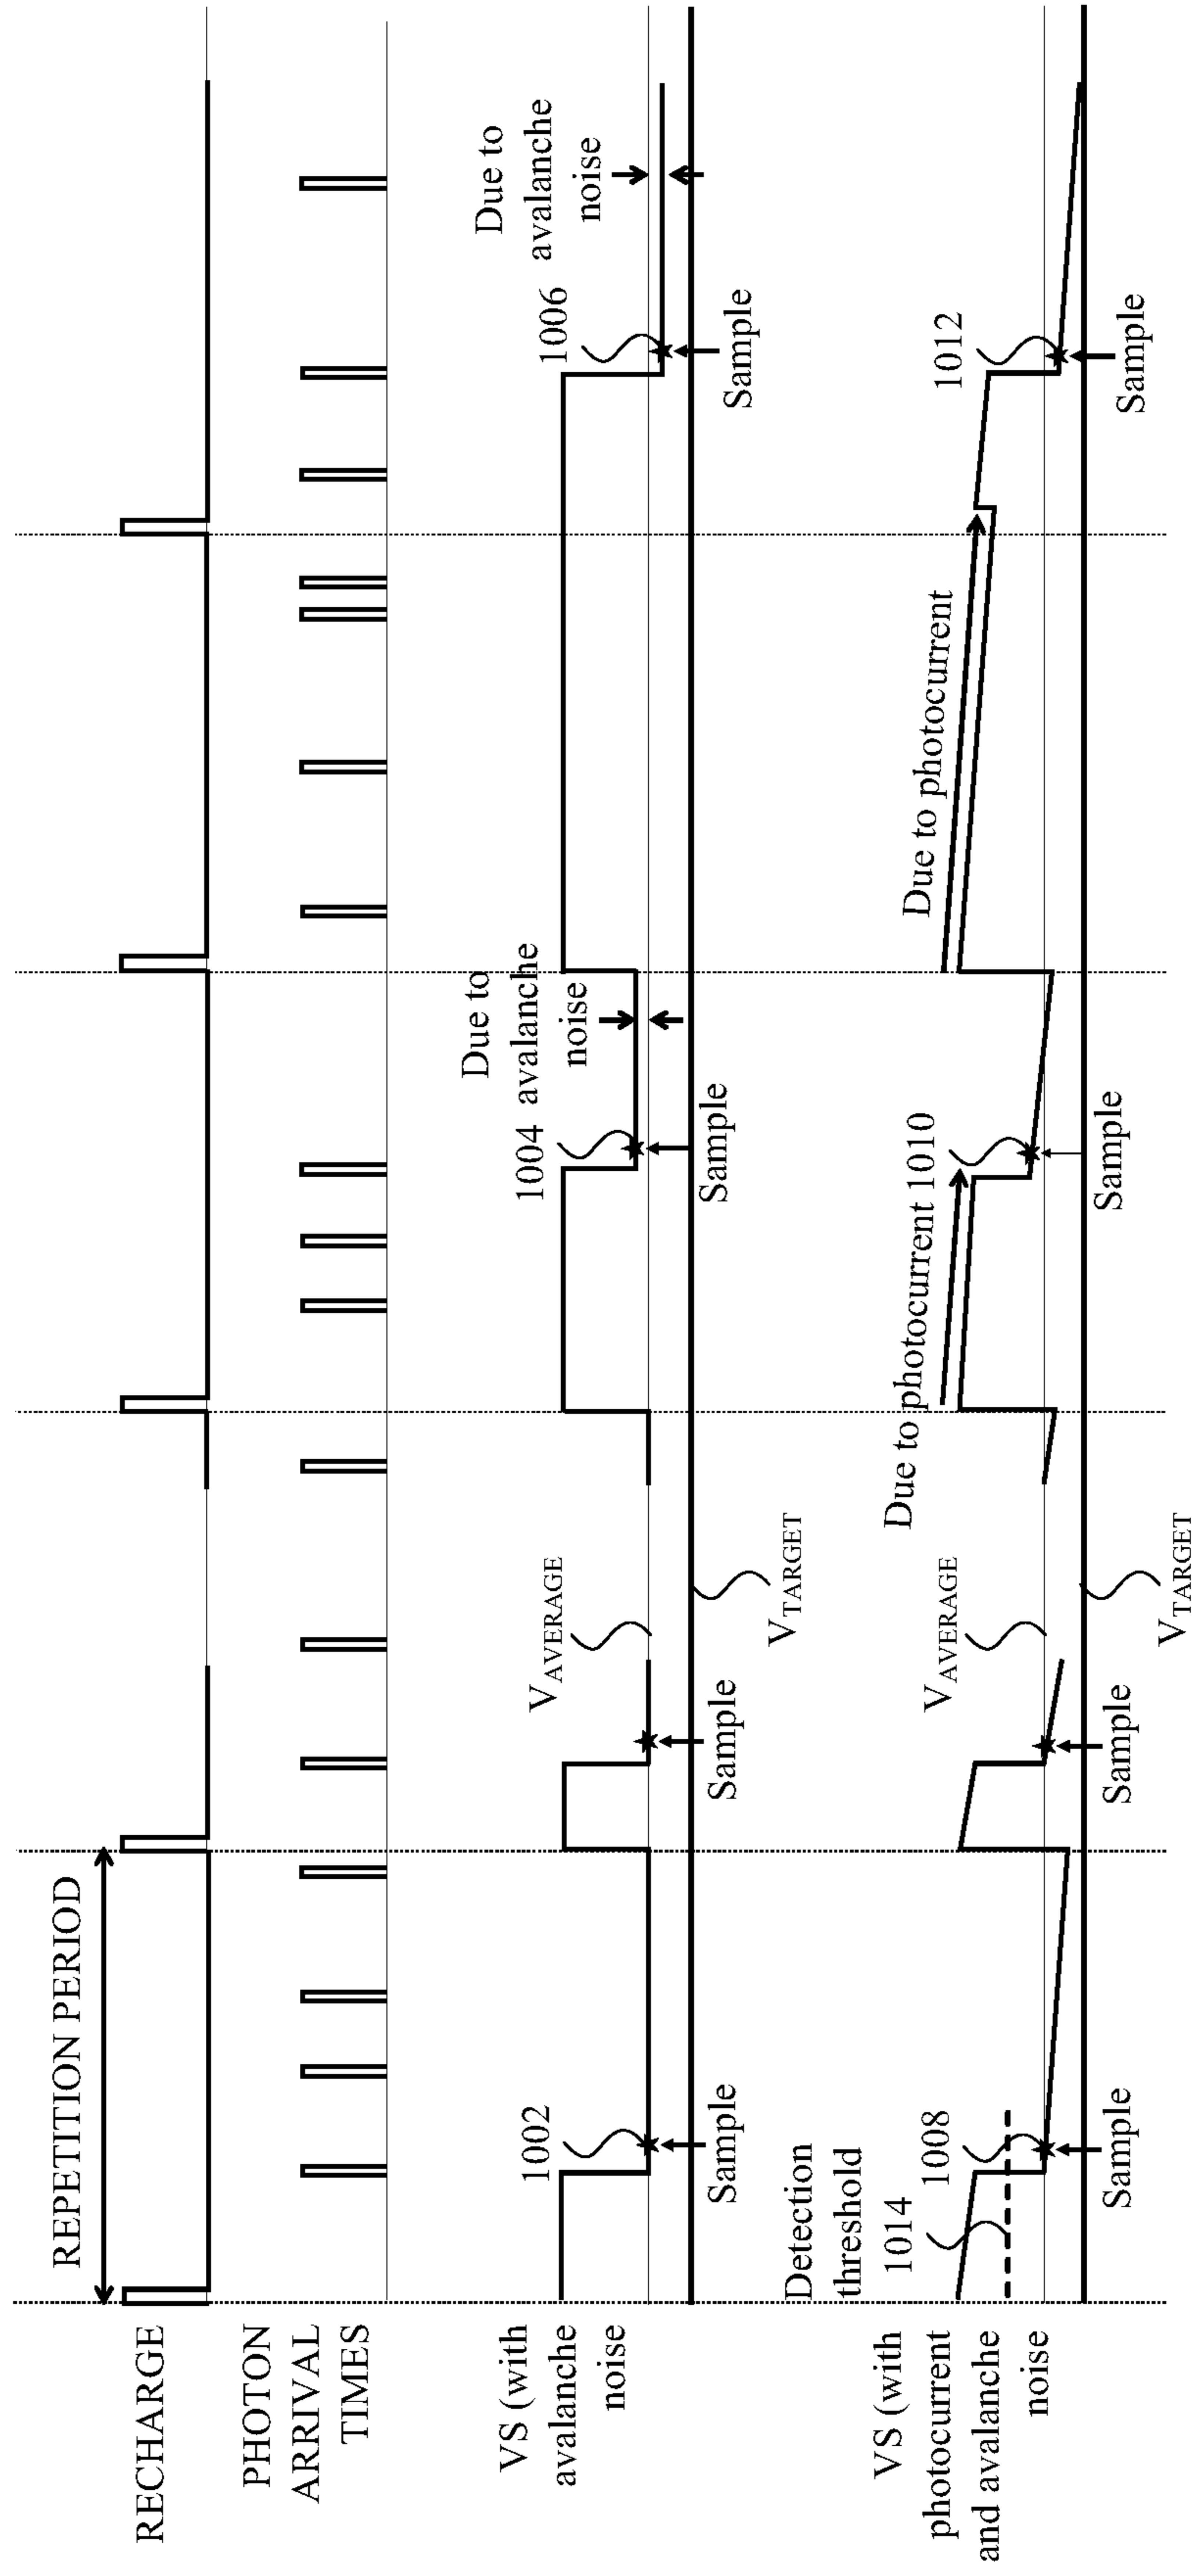 REPETITION PERIOD
RECHARGE
PHOTON
ARRIVAL
TIMES
VS (with
avalanche
noise
1002
Sample
Sample
VAVERAGE
VTARGET
1004
Sample
Due to
avalanche
noise
1006
Sample
Due to
avalanche
noise
VS (with
photocurrent
and avalanche
noise
Detection
threshold
1014
1008
Sample
Sample
VAVERAGE
VTARGET
Due to photocurrent
1010
Sample
Due to photocurrent
1012
Sample